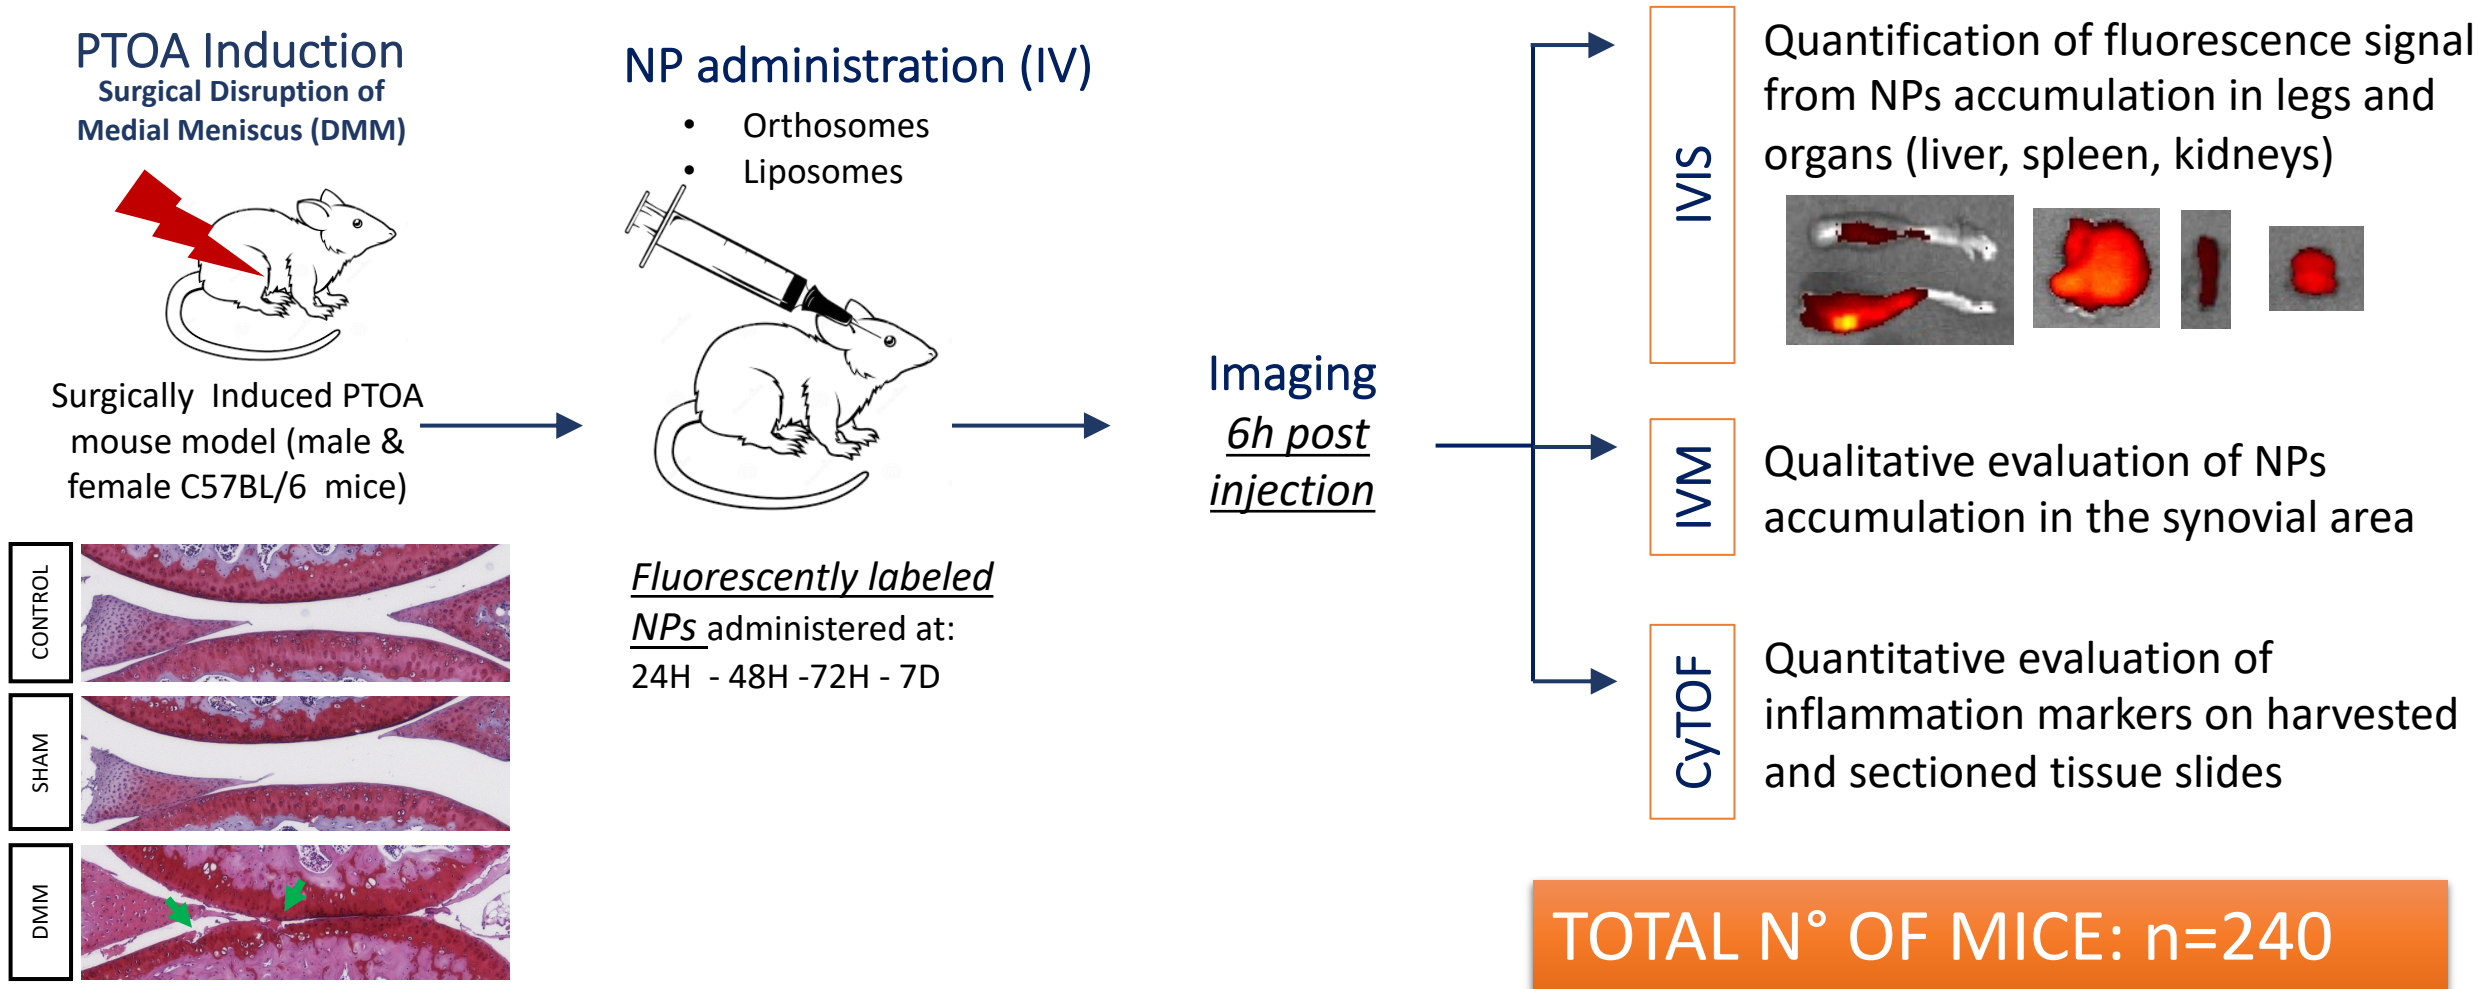 PTOA Induction
Surgical Disruption of
Medial Meniscus (DMM)
Surgically Induced PTOA
mouse model (male &
female C57BL/6 mice)
CONTROL
SHAM
DMM
NP administration (IV)
• Orthosomes
• Liposomes
Fluorescently labeled
NPs administered at:
24H - 48H -72H - 7D
Imaging
6h post
injection
IVIS
Quantification of fluorescence signal
from NPs accumulation in legs and
organs (liver, spleen, kidneys)
IVM
Qualitative evaluation of NPs
accumulation in the synovial area
CyTOF
Quantitative evaluation of
inflammation markers on harvested
and sectioned tissue slides
TOTAL N° OF MICE: n=240